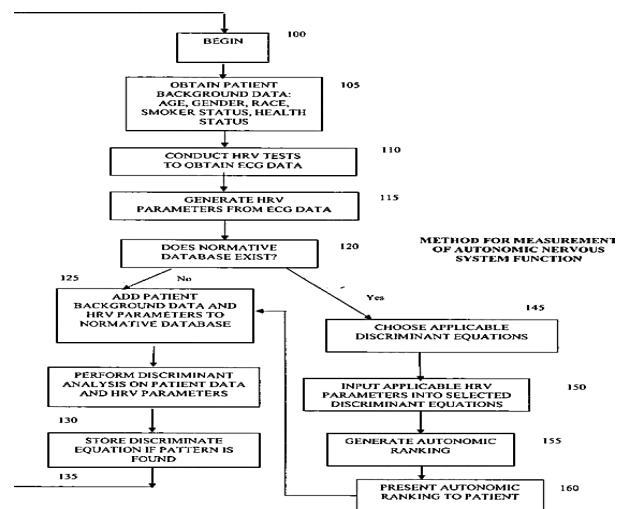 BEGIN
100
OBTAIN PATIENT
BACKGROUND DATA:
AGE, GENDER, RACE,
SMOKER STATUS, HEALTH
STATUS
105
CONDUCT HRV TESTS
TO OBTAIN ECG DATA
110
GENERATE HRV
PARAMETERS FROM ECG DATA
115
DOES NORMATIVE
DATABASE EXIST?
120
METHOD FOR MEASUREMENT
OF AUTONOMIC NERVOUS
SYSTEM FUNCTION
125
No
Yes
ADD PATIENT
BACKGROUND DATA AND
HRV PARAMETERS TO
NORMATIVE DATABASE
145
CHOOSE APPLICABLE
DISCRIMINANT EQUATIONS
PERFORM DISCRIMINANT
ANALYSIS ON PATIENT DATA
AND HRV PARAMETERS
130
INPUT APPLICABLE HRV
PARAMETERS INTO SELECTED
DISCRIMINANT EQUATIONS
150
STORE DISCRIMINATE
EQUATION IF PATTERN IS
FOUND
135
GENERATE AUTONOMIC
RANKING
155
PRESENT AUTONOMIC
RANKING TO PATIENT
160